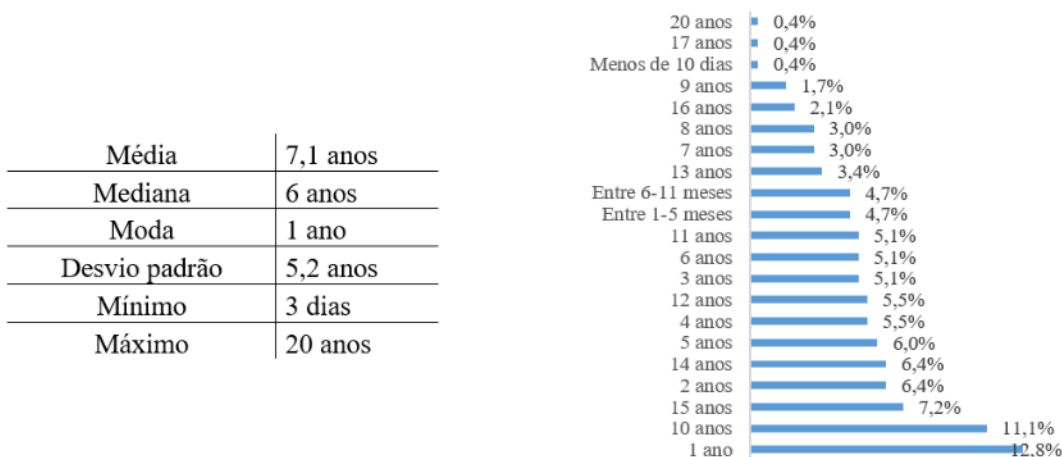 Média 7,1 anos
Mediana 6 anos
Moda 1 ano
Desvio padrão 5,2 anos
Mínimo 3 dias
Máximo 20 anos
20 anos 0,4%
17 anos 0,4%
Menos de 10 dias 0,4%
9 anos 1,7%
16 anos 2,1%
8 anos 3,0%
7 anos 3,0%
13 anos 3,4%
Entre 6-11 meses 4,7%
Entre 1-5 meses 4,7%
11 anos 5,1%
6 anos 5,1%
3 anos 5,1%
12 anos 5,5%
4 anos 5,5%
5 anos 6,0%
14 anos 6,4%
2 anos 6,4%
15 anos 7,2%
10 anos 11,1%
1 ano 12,8%